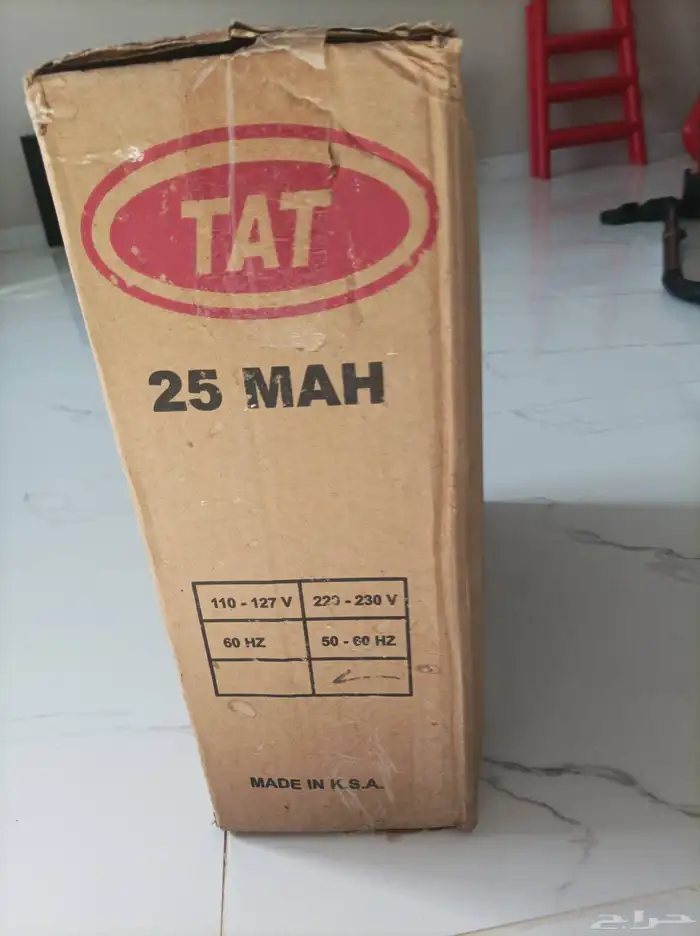 TAT
25 MAH
110 - 127 V 220 - 230 V
60 HZ 50 - 60 HZ
MADE IN K.S.A.
حراج